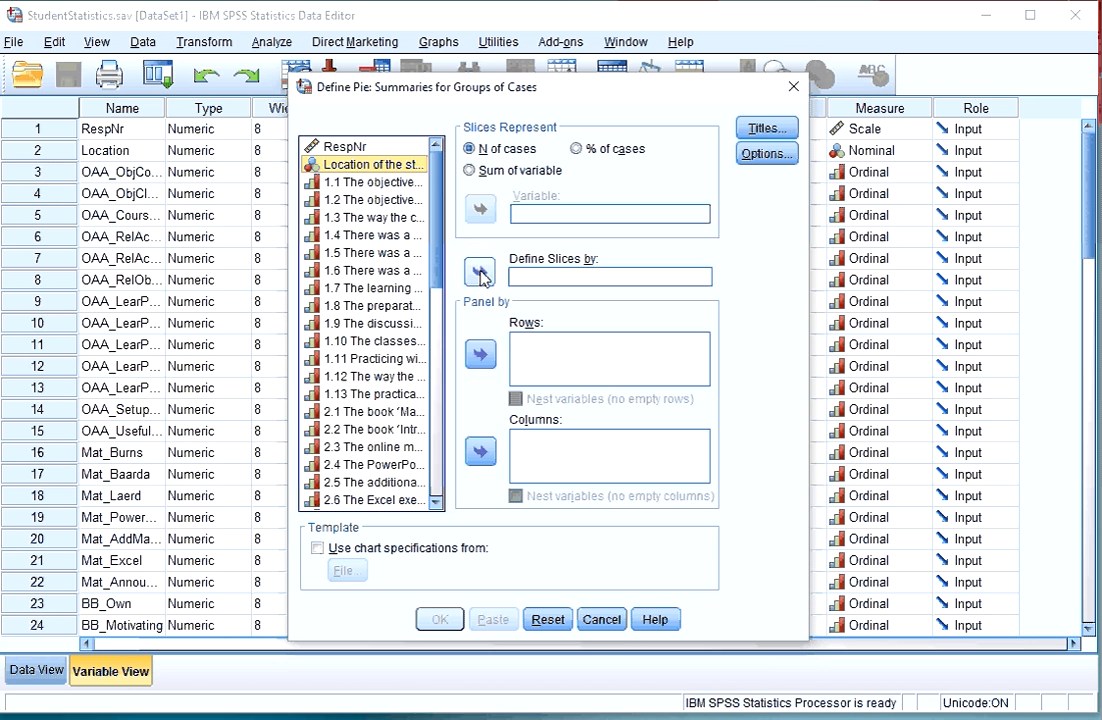 StudentStatistics.sav [DataSet1] - IBM SPSS Statistics Data Editor
File Edit View Data Transform Analyze Direct Marketing Graphs Utilities Add-ons Window Help
Define Pie: Summaries for Groups of Cases
Name Type Measure Role
1 RespNr Numeric 8 Scale Input
2 Location Numeric 8 Nominal Input
3 OAA_ObjCo... Numeric 8 Ordinal Input
4 OAA_ObjCl... Numeric 8 Ordinal Input
5 OAA_Cours... Numeric 8 Ordinal Input
6 OAA_RelAc... Numeric 8 Ordinal Input
7 OAA_RelAc... Numeric 8 Ordinal Input
8 OAA_RelOb... Numeric 8 Ordinal Input
9 OAA_LearP... Numeric 8 Ordinal Input
10 OAA_LearP... Numeric 8 Ordinal Input
11 OAA_LearP... Numeric 8 Ordinal Input
12 OAA_LearP... Numeric 8 Ordinal Input
13 OAA_LearP... Numeric 8 Ordinal Input
14 OAA_Setup... Numeric 8 Ordinal Input
15 OAA_Useful... Numeric 8 Ordinal Input
16 Mat_Burns Numeric 8 Ordinal Input
17 Mat_Baarda Numeric 8 Ordinal Input
18 Mat_Laerd Numeric 8 Ordinal Input
19 Mat_Power... Numeric 8 Ordinal Input
20 Mat_AddMa... Numeric 8 Ordinal Input
21 Mat_Excel Numeric 8 Ordinal Input
22 Mat_Annou... Numeric 8 Ordinal Input
23 BB_Own Numeric 8 Ordinal Input
24 BB_Motivating Numeric 8 Ordinal Input
RespNr
Location of the st...
1.1 The objective...
1.2 The objective...
1.3 The way the c...
1.4 There was a ...
1.5 There was a ...
1.6 There was a ...
1.7 The learning ...
1.8 The preparat...
1.9 The discussi...
1.10 The classes...
1.11 Practicing wi...
1.12 The way the ...
1.13 The practica...
2.1 The book ‘Ma...
2.2 The book ‘Intr...
2.3 The online m...
2.4 The PowerPo...
2.5 The additiona...
2.6 The Excel exe...
Slices Represent
N of cases % of cases
Sum of variable
Variable:
Define Slices by:
Panel by
Rows:
Nest variables (no empty rows)
Columns:
Nest variables (no empty columns)
Titles...
Options...
Template
Use chart specifications from:
File...
OK Paste Reset Cancel Help
Data View Variable View
IBM SPSS Statistics Processor is ready Unicode:ON